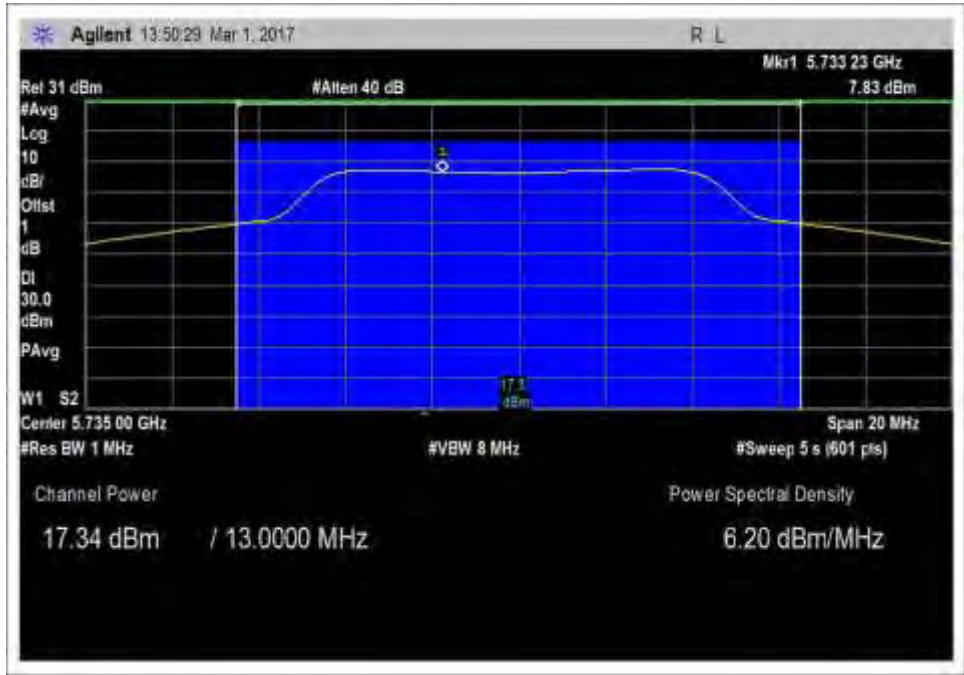 Agilent 13:50:29 Mar 1, 2017 R L
Mkr1 5.733 23 GHz
Ref 31 dBm #Atten 40 dB 7.83 dBm
#Avg
Log
10
dB/
Offst
1
dB
DI
30.0
dBm
PAvg
W1 S2
1
17.3
dBm
Center 5.735 00 GHz Span 20 MHz
#Res BW 1 MHz #VBW 8 MHz #Sweep 5 s (601 pts)
Channel Power Power Spectral Density
17.34 dBm / 13.0000 MHz 6.20 dBm/MHz